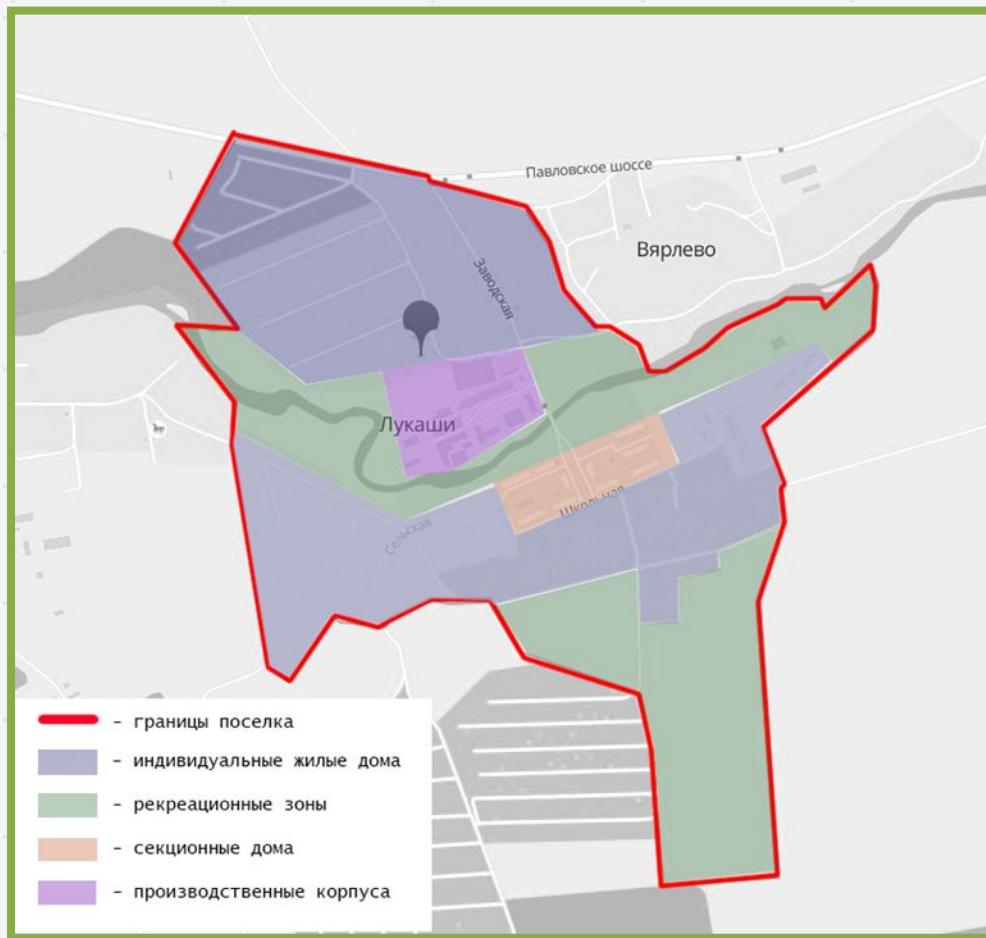 Павловское шоссе
Вярлево
Заводская
Лукаши
Школьная
Сельская
- границы поселка
- индивидуальные жилые дома
- рекреационные зоны
- секционные дома
- производственные корпуса